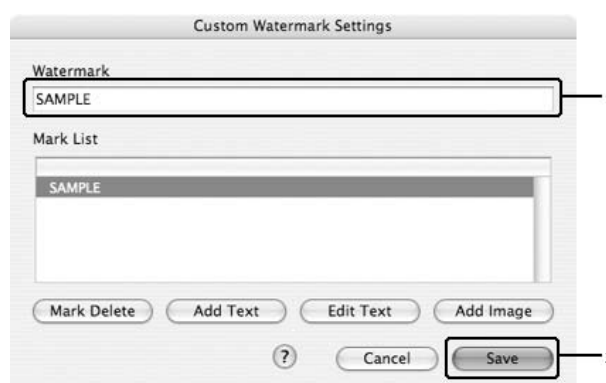 Custom Watermark Settings
Watermark
SAMPLE
Mark List
SAMPLE
Mark Delete Add Text Edit Text Add Image
? Cancel Save